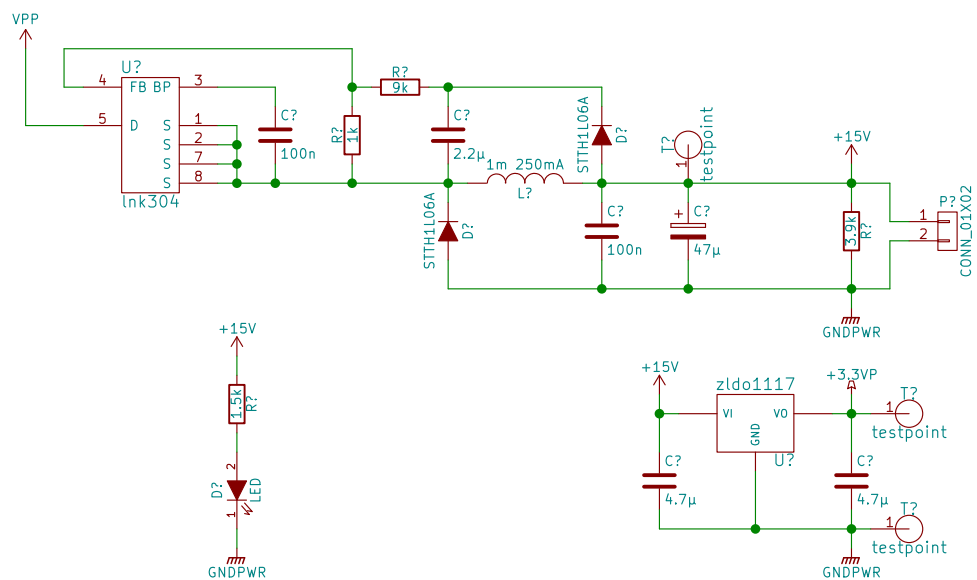 VPP
U?
4
FB BP
3
5
D
S
1
S
2
S
7
S
8
lnk304
C?
100n
R?
1k
R?
9k
C?
2.2µ
STTH1L06A
D?
1m 250mA
L?
STTH1L06A
D?
T?
1
testpoint
C?
100n
+
C?
47µ
+15V
3.9k
R?
P?
1
2
CONN_01X02
GNDPWR
+15V
1.5k
R?
2
D?
LED
1
GNDPWR
+15V
zldo1117
VI
VO
GND
U?
C?
4.7µ
+3.3VP
C?
4.7µ
T?
1
testpoint
T?
1
testpoint
GNDPWR